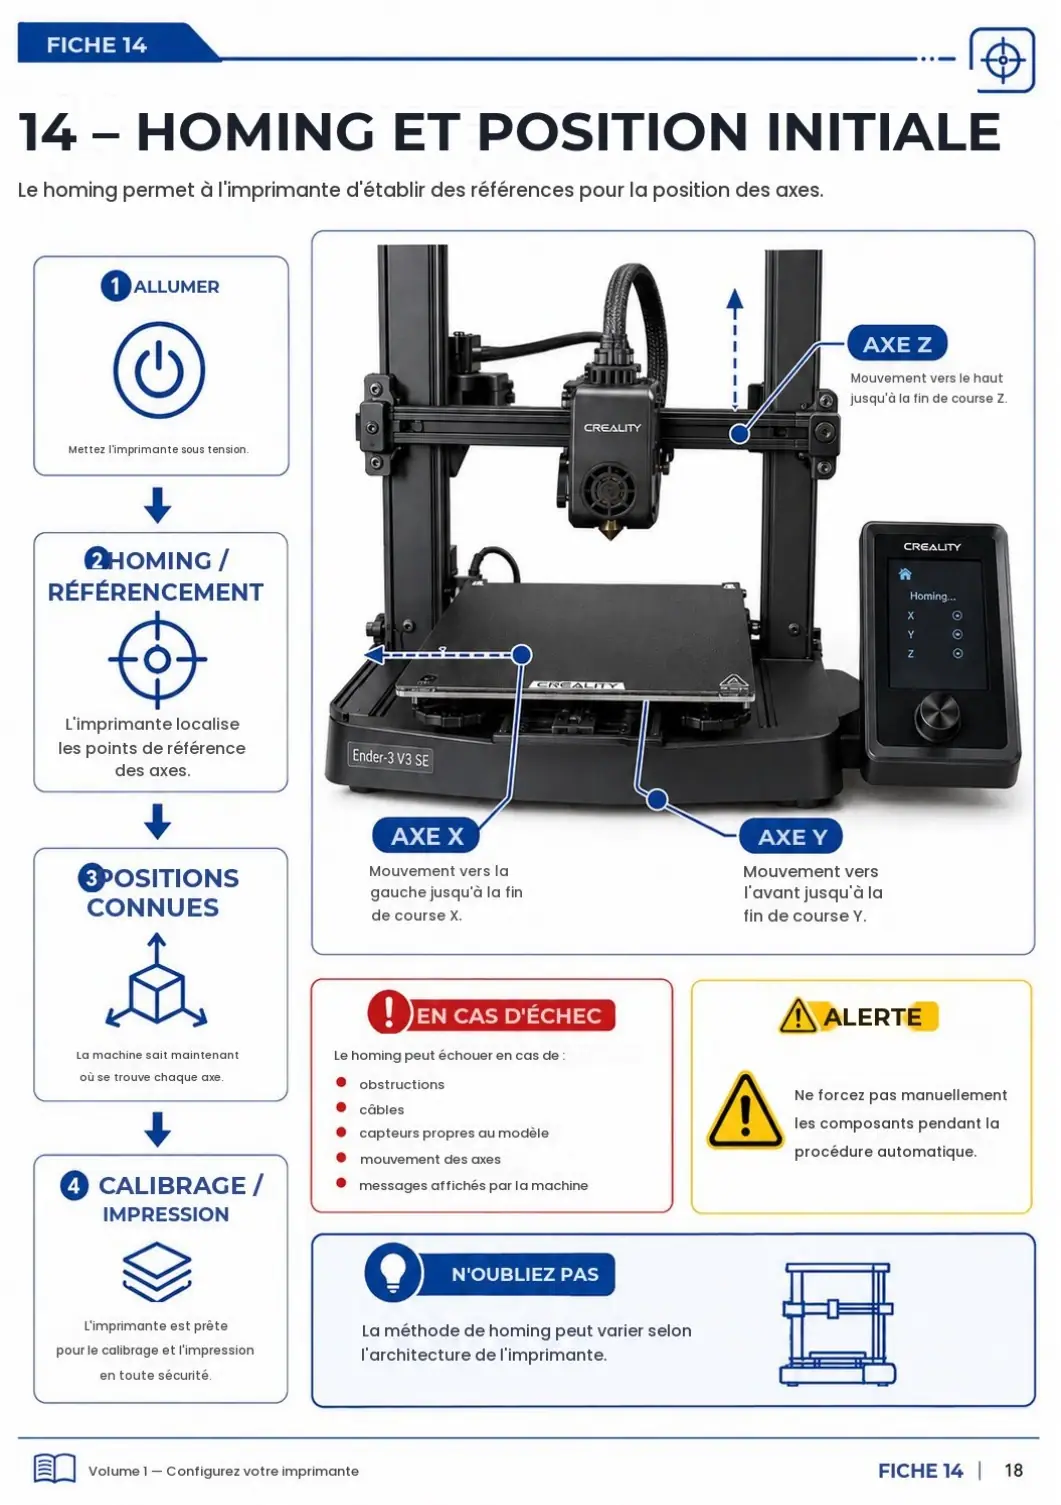 FICHE 14
14 – HOMING ET POSITION INITIALE
Le homing permet à l'imprimante d'établir des références pour la position des axes.
1 ALLUMER
Mettez l'imprimante sous tension.
2 HOMING /
RÉFÉRENCEMENT
L'imprimante localise
les points de référence
des axes.
3 POSITIONS
CONNUES
La machine sait maintenant
où se trouve chaque axe.
4 CALIBRAGE /
IMPRESSION
L'imprimante est prête
pour le calibrage et l'impression
en toute sécurité.
CREALITY
AXE Z
Mouvement vers le haut
jusqu'à la fin de course Z.
CREALITY
Homing...
X
Y
Z
CREALITY
Ender-3 V3 SE
AXE X
Mouvement vers la
gauche jusqu'à la fin
de course X.
AXE Y
Mouvement vers
l'avant jusqu'à la
fin de course Y.
EN CAS D'ÉCHEC
Le homing peut échouer en cas de :
obstructions
câbles
capteurs propres au modèle
mouvement des axes
messages affichés par la machine
ALERTE
Ne forcez pas manuellement
les composants pendant la
procédure automatique.
N'OUBLIEZ PAS
La méthode de homing peut varier selon
l'architecture de l'imprimante.
Volume 1 — Configurez votre imprimante
FICHE 14 | 18